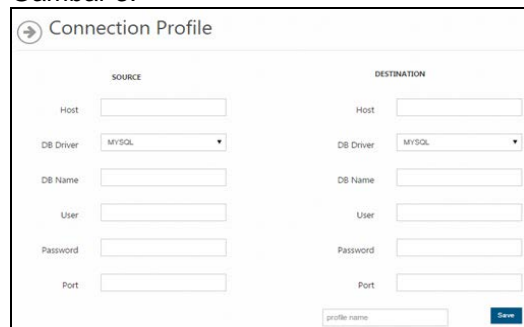 Connection Profile
SOURCE
Host
DB Driver MYSQL
DB Name
User
Password
Port
DESTINATION
Host
DB Driver MYSQL
DB Name
User
Password
Port
profile name Save